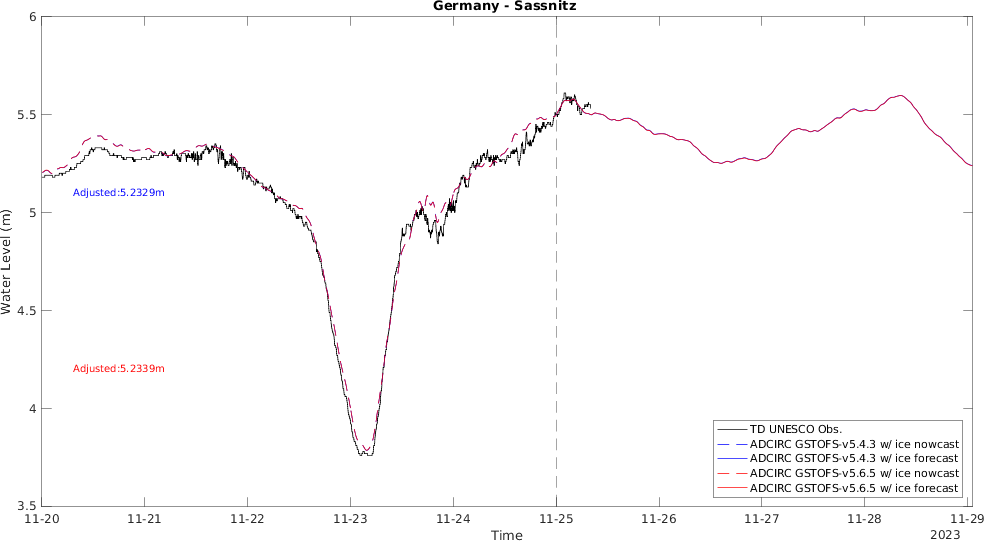 Germany - Sassnitz
Water Level (m)
6
5.5
5
4.5
4
3.5
Adjusted:5.2329m
Adjusted:5.2339m
TD UNESCO Obs.
ADCIRC GSTOFS-v5.4.3 w/ ice nowcast
ADCIRC GSTOFS-v5.4.3 w/ ice forecast
ADCIRC GSTOFS-v5.6.5 w/ ice nowcast
ADCIRC GSTOFS-v5.6.5 w/ ice forecast
11-20 11-21 11-22 11-23 11-24 11-25 11-26 11-27 11-28 11-29
Time
2023